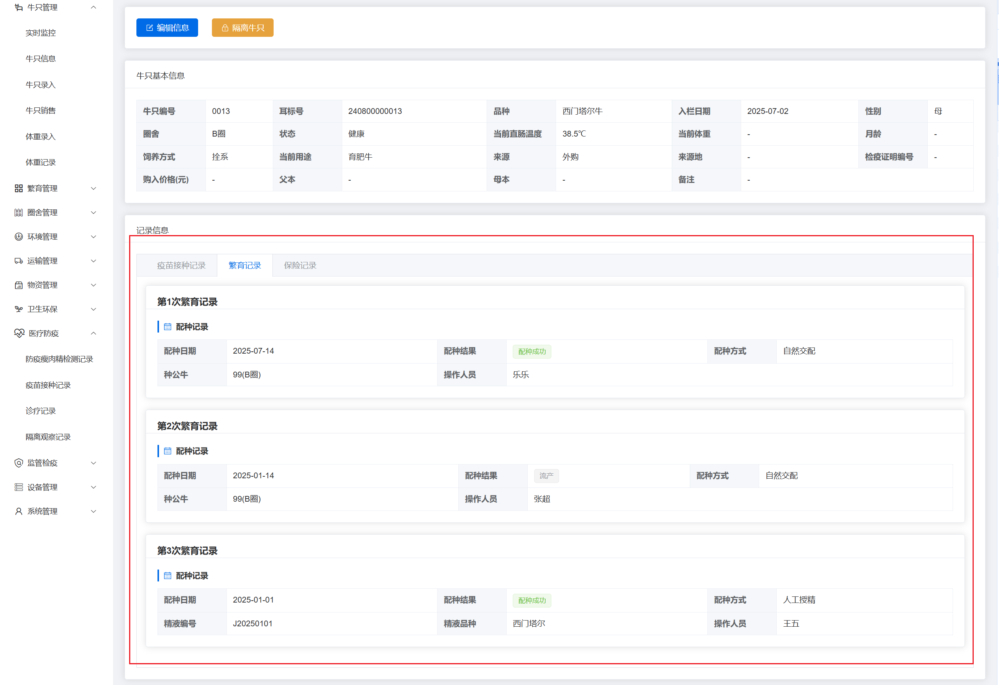 牛只管理
实时监控
牛只信息
牛只录入
牛只销售
体重录入
体重记录
繁育管理
圈舍管理
环境管理
运输管理
物资管理
卫生环保
医疗防疫
防疫瘦肉精检测记录
疫苗接种记录
诊疗记录
隔离观察记录
监管检疫
设备管理
系统管理
编辑信息 隔离牛只
牛只基本信息
牛只编号 0013 耳标号 240800000013 品种 西门塔尔牛 入栏日期 2025-07-02 性别 母
圈舍 B圈 状态 健康 当前直肠温度 38.5℃ 当前体重 - 月龄 -
饲养方式 拴系 当前用途 育肥牛 来源 外购 来源地 - 检疫证明编号 -
购入价格(元) - 父本 - 母本 - 备注 -
记录信息
疫苗接种记录 繁育记录 保险记录
第1次繁育记录
配种记录
配种日期 2025-07-14 配种结果 配种成功 配种方式 自然交配
种公牛 99(B圈) 操作人员 乐乐
第2次繁育记录
配种记录
配种日期 2025-01-14 配种结果 流产 配种方式 自然交配
种公牛 99(B圈) 操作人员 张超
第3次繁育记录
配种记录
配种日期 2025-01-01 配种结果 配种成功 配种方式 人工授精
精液编号 J20250101 精液品种 西门塔尔 操作人员 王五